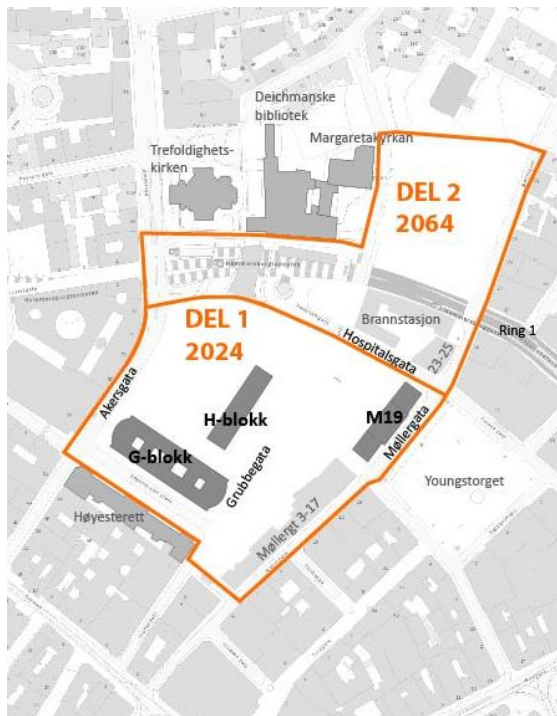 Deichmanske
bibliotek
Margaretakyrkan
Trefoldighets-
kirken
DEL 2
2064
Brannstasjon
Ring 1
DEL 1
2024
Hospitalsgata
23-25
Akersgata
H-blokk
M19
Møllergata
G-blokk
Grubbegata
Youngstorget
Møllergt 3-17
Høyesterett